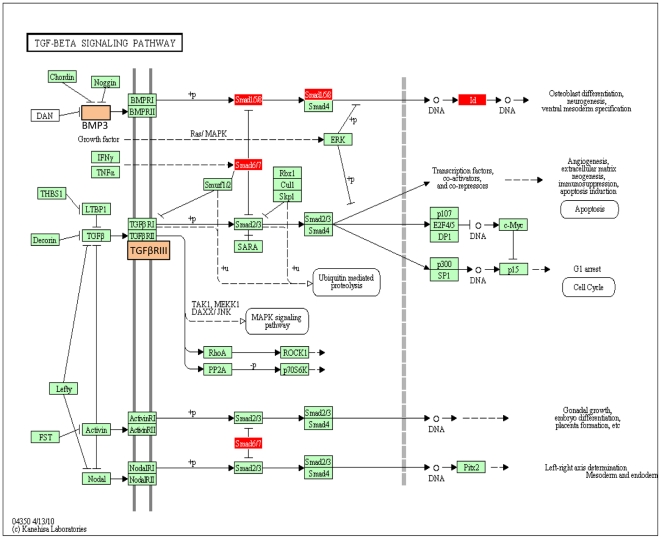 TGF-BETA SIGNALING PATHWAY
Chordin
Noggin
DAN
BMP3
BMPRI
BMPRII
+p
Smad1/5/8
Smad1/5/8
Smad4
DNA
Id
DNA
Osteoblast differentiation,
neurogenesis,
ventral mesoderm specification
Growth factor
Ras/ MAPK
ERK
+p
+p
IFNγ
TNFα
Smad6/7
Smurf1/2
Rbx1
Cul1
Skp1
Transcription factors,
co-activators,
and co-repressors
Angiogenesis,
extracellular matrix
neogenesis,
immunosuppression,
apoptosis induction
Apoptosis
THBS1
LTBP1
Decorin
TGFβ
TGFβRI
TGFβRII
TGFβRIII
+p
Smad2/3
SARA
Smad2/3
Smad4
p107
E2F4/5
DP1
DNA
c-Myc
p300
SP1
DNA
p15
G1 arrest
Cell Cycle
+u
+u
Ubiquitin mediated
proteolysis
TAK1, MEKK1
DAXX/ JNK
MAPK signaling
pathway
RhoA
ROCK1
PP2A
-p
p70S6K
Lefty
FST
Activin
ActivinRI
ActivinRII
+p
Smad2/3
Smad2/3
Smad4
DNA
Gonadal growth,
embryo differentiation,
placenta formation, etc
Smad6/7
Nodal
NodalRI
NodalRII
+p
Smad2/3
Smad2/3
Smad4
DNA
Pitx2
Left-right axis determination
Mesoderm and endoderm
04350 4/13/10
(c) Kanehisa Laboratories